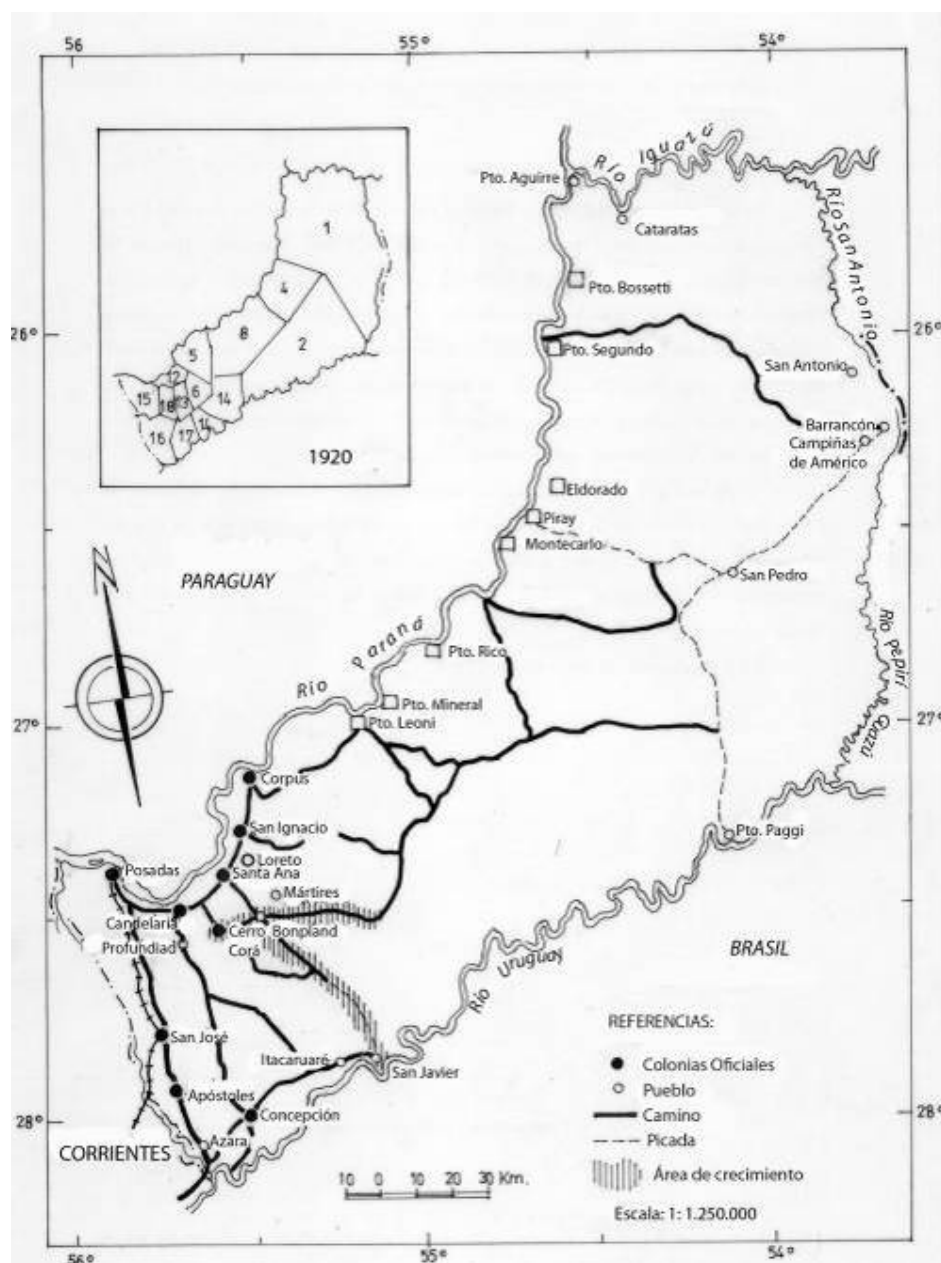 56
55°
54°
Río Iguazú
Pto. Aguirre
Cataratas
Río San Antonio
1
4
8
2
5
12
6
14
15
18
13
16
17
1920
Pto. Bossetti
26°
26°
Pto. Segundo
San Antonio
Barrancón
Campiñas
de Américo
Eldorado
Piray
Montecarlo
San Pedro
PARAGUAY
Río Paraná
Pto. Rico
Río Pepirí Guazú
Pto. Mineral
Pto. Leoni
27°
27°
Corpus
San Ignacio
Loreto
Santa Ana
Mártires
Pto. Paggi
Posadas
Candelaria
Profundiad
Cerro
Corá
Bonpland
BRASIL
Río Uruguay
San José
Itacaruaré
San Javier
Apóstoles
Concepción
Azara
28°
28°
CORRIENTES
REFERENCIAS:
Colonias Oficiales
Pueblo
Camino
Picada
Área de crecimiento
Escala: 1: 1.250.000
10 0 10 20 30 Km.
56°
55°
54°